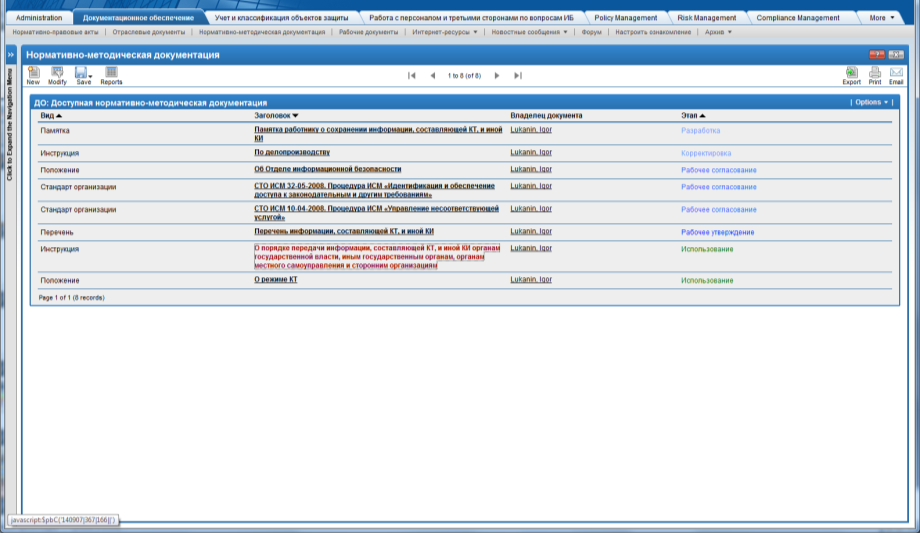 Administration Документационное обеспечение Учет и классификация объектов защиты Работа с персоналом и третьими сторонами по вопросам ИБ Policy Management Risk Management Compliance Management More
Нормативно-правовые акты | Отраслевые документы | Нормативно-методическая документация | Рабочие документы | Интернет-ресурсы | Новостные сообщения | Форум | Настроить ознакомление | Архив
Click to Expand the Navigation Menu
Нормативно-методическая документация
New Modify Save Reports 1 to 8 (of 8) Export Print Email
ДО: Доступная нормативно-методическая документация | Options |
Вид Заголовок Владелец документа Этап
Памятка Памятка работнику о сохранении информации, составляющей КТ, и иной Lukanin, Igor Разработка
КИ
Инструкция По делопроизводству Lukanin, Igor Корректировка
Положение Об Отделе информационной безопасности Lukanin, Igor Рабочее согласование
Стандарт организации СТО ИСМ 32-05-2008. Процедура ИСМ «Идентификация и обеспечение Lukanin, Igor Рабочее согласование
доступа к законодательным и другим требованиям»
Стандарт организации СТО ИСМ 10-04-2008. Процедура ИСМ «Управление несоответствующей Lukanin, Igor Рабочее согласование
услугой»
Перечень Перечень информации, составляющей КТ, и иной КИ Lukanin, Igor Рабочее утверждение
Инструкция О порядке передачи информации, составляющей КТ, и иной КИ органам Lukanin, Igor Использование
государственной власти, иным государственным органам, органам
местного самоуправления и сторонним организациям
Положение О режиме КТ Lukanin, Igor Использование
Page 1 of 1 (8 records)
javascript:$pbC('140907|367|166||')